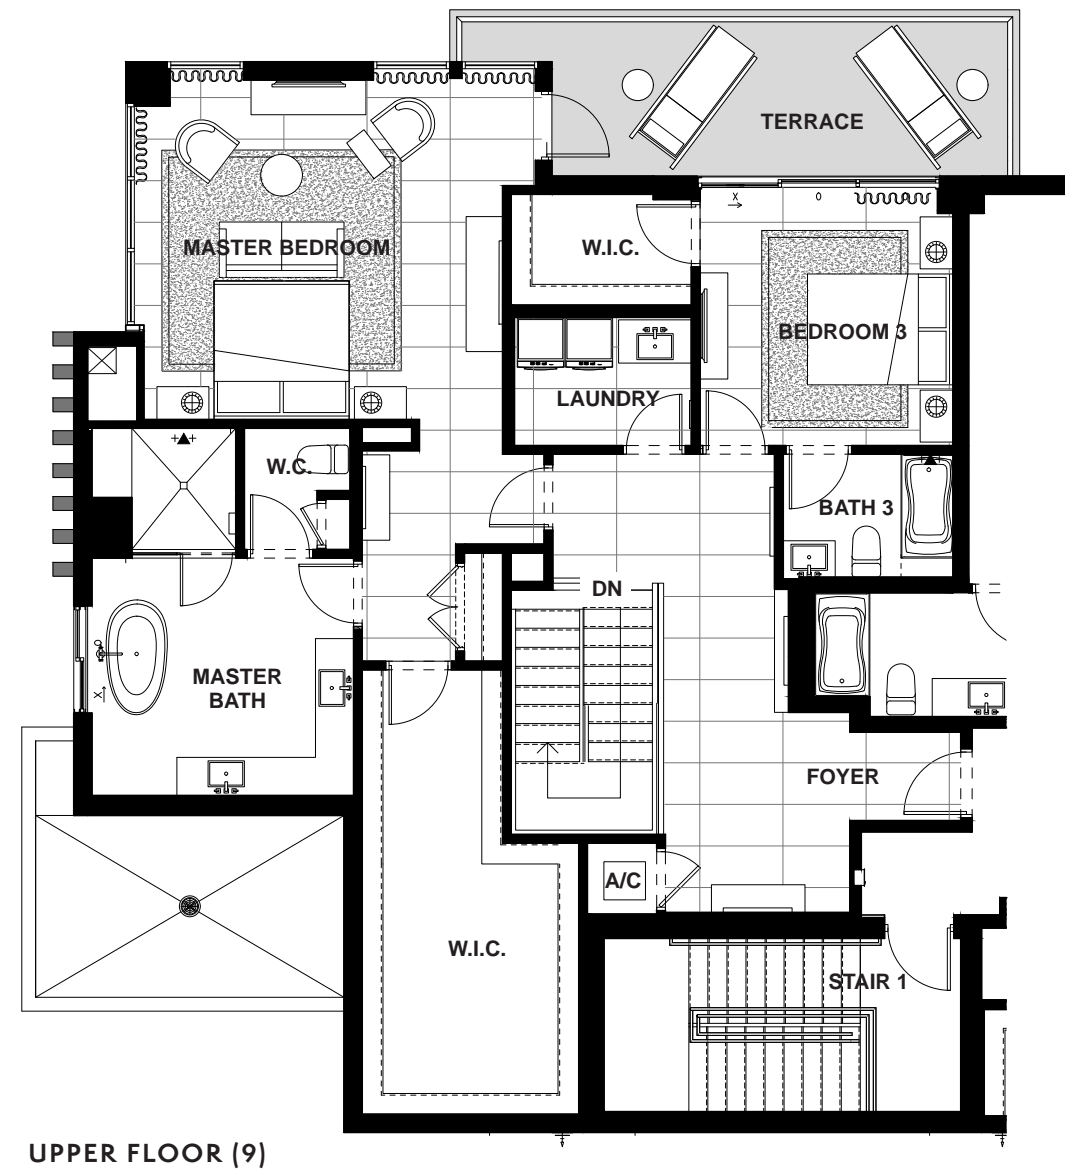 TERRACE
X
O
MASTER BEDROOM
W.I.C.
BEDROOM 3
LAUNDRY
W.C.
BATH 3
DN
MASTER
BATH
X
FOYER
A/C
W.I.C.
STAIR 1
UPPER FLOOR (9)